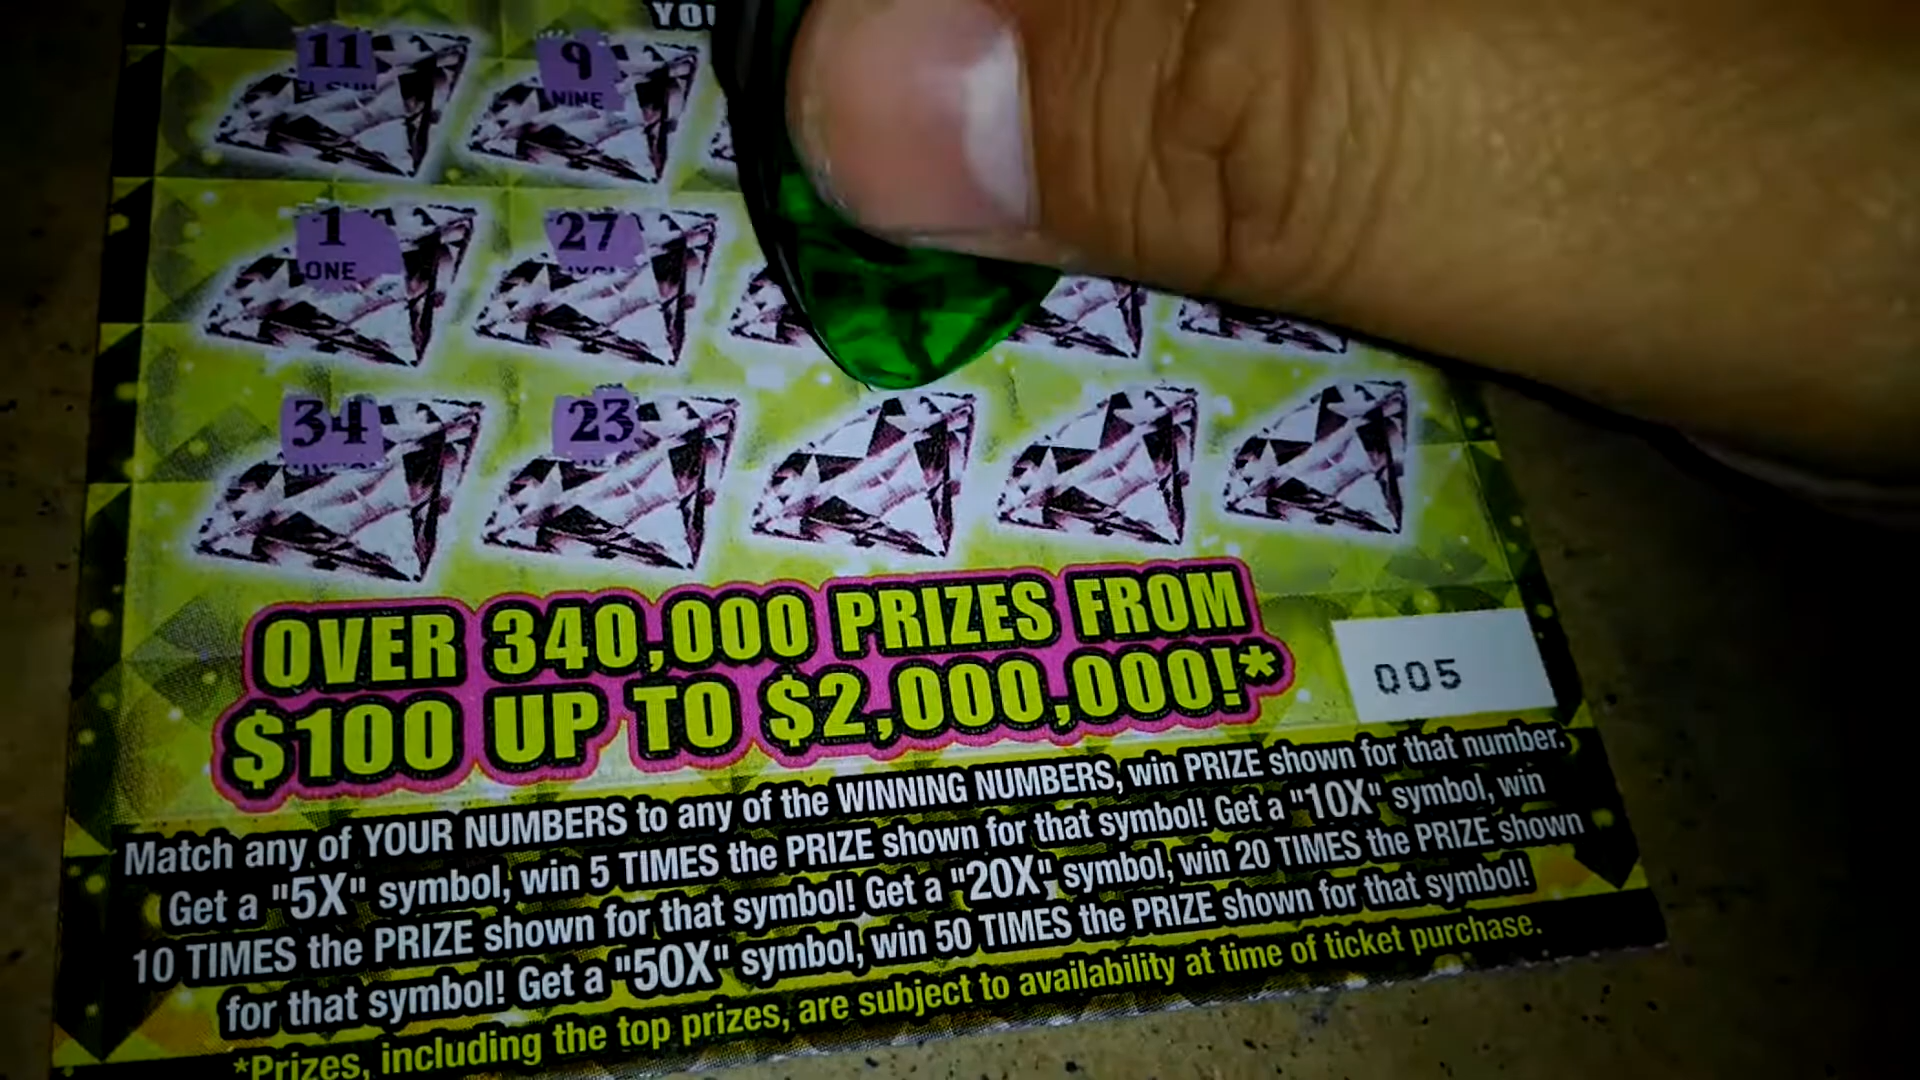 11 9
NINE
1 27
ONE
34 23
OVER 340,000 PRIZES FROM
$100 UP TO $2,000,000!*
005
Match any of YOUR NUMBERS to any of the WINNING NUMBERS, win PRIZE shown for that number.
Get a "5X" symbol, win 5 TIMES the PRIZE shown for that symbol! Get a "10X" symbol, win
10 TIMES the PRIZE shown for that symbol! Get a "20X" symbol, win 20 TIMES the PRIZE shown
for that symbol! Get a "50X" symbol, win 50 TIMES the PRIZE shown for that symbol!
*Prizes, including the top prizes, are subject to availability at time of ticket purchase.